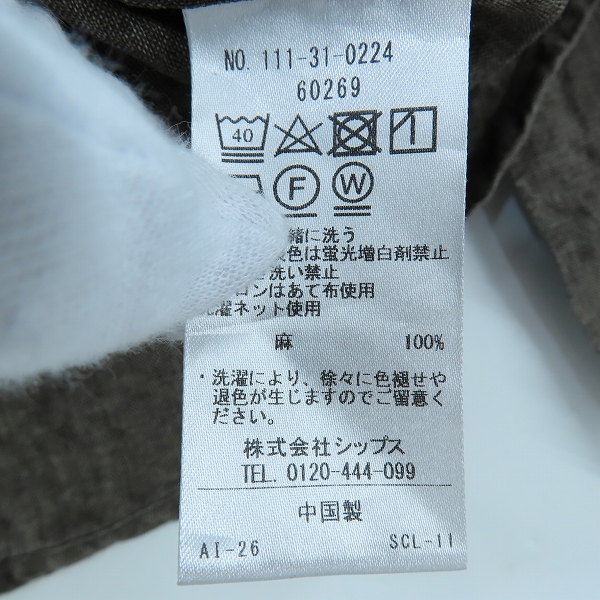 NO. 111-31-0224
60269
40
F W
緒に洗う
色は蛍光増白剤禁止
洗い禁止
ンはあて布使用
濯ネット使用
麻 100%
・洗濯により、徐々に色褪せや
退色が生じますのでご留意く
ださい。
株式会社シップス
TEL. 0120-444-099
中国製
AI-26 SCL-11